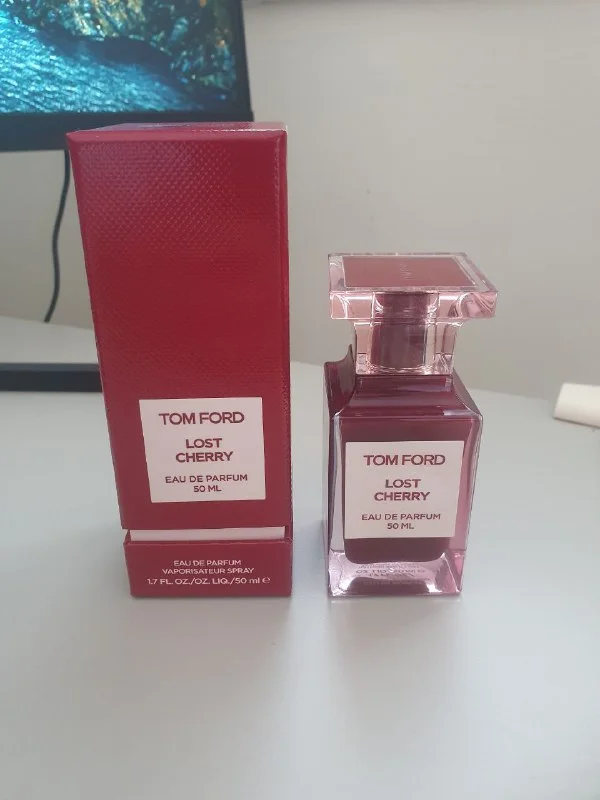 TOM FORD
LOST
CHERRY
EAU DE PARFUM
50 ML
EAU DE PARFUM
VAPORISATEUR SPRAY
1.7 FL. OZ./OZ. LIQ./50 ml ℮
TOM FORD
LOST
CHERRY
EAU DE PARFUM
50 ML